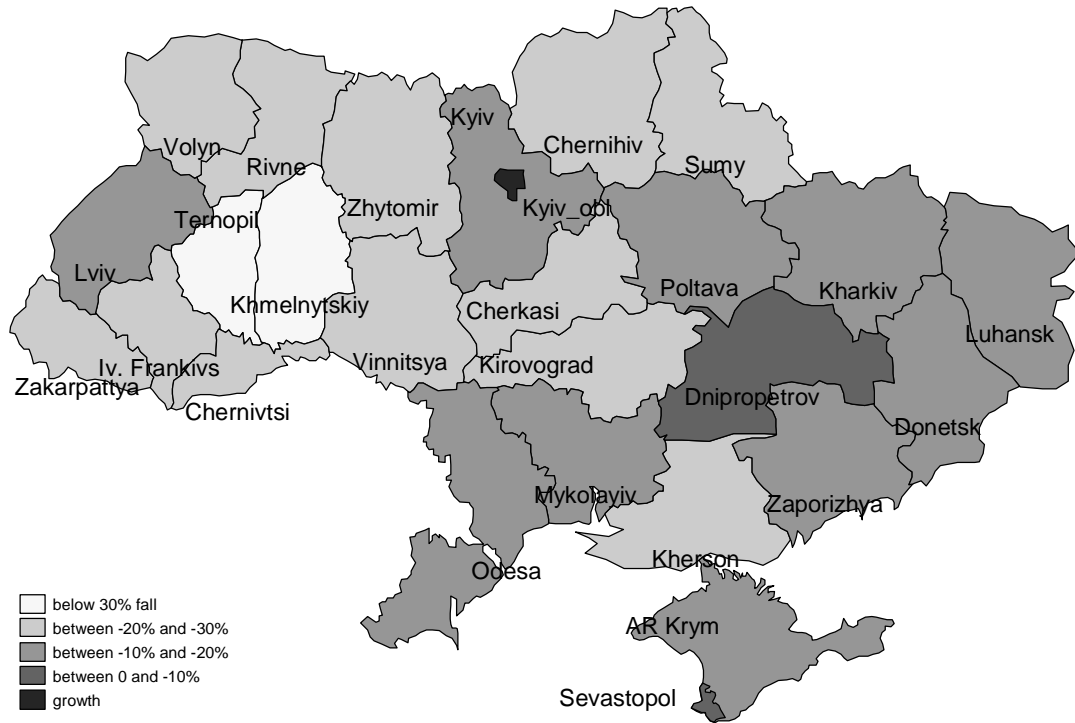 Kyiv
Chernihiv
Volyn
Rivne
Sumy
Ternopil
Zhytomir
Kyiv_obl
Lviv
Khmelnytskiy
Cherkasi
Poltava
Kharkiv
Luhansk
Iv. Frankivs
Vinnitsya
Kirovograd
Zakarpattya
Chernivtsi
Dnipropetrov
Donetsk
Mykolayiv
Zaporizhya
Kherson
Odesa
AR Krym
Sevastopol
below 30% fall
between -20% and -30%
between -10% and -20%
between 0 and -10%
growth